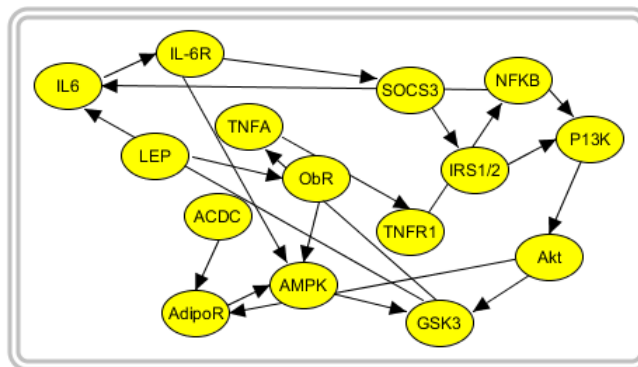 IL-6R
IL6
SOCS3
NFKB
TNFA
P13K
LEP
ObR
IRS1/2
ACDC
TNFR1
Akt
AMPK
AdipoR
GSK3